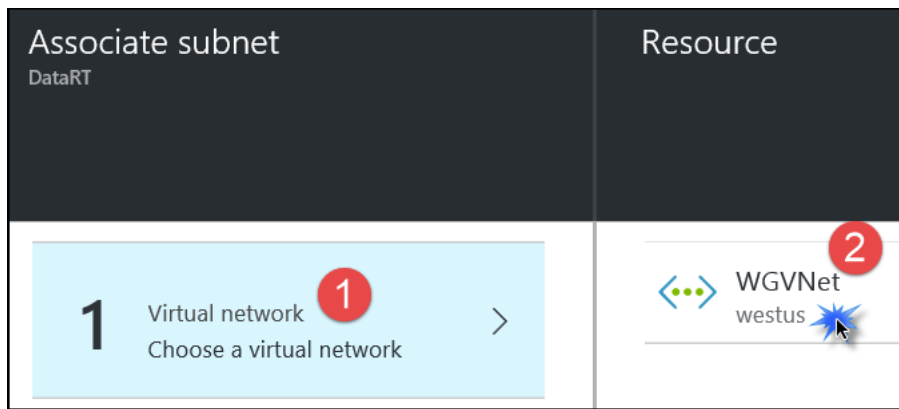 Associate subnet
DataRT
Resource
1
Virtual network
1
Choose a virtual network
2
WGVNet
westus